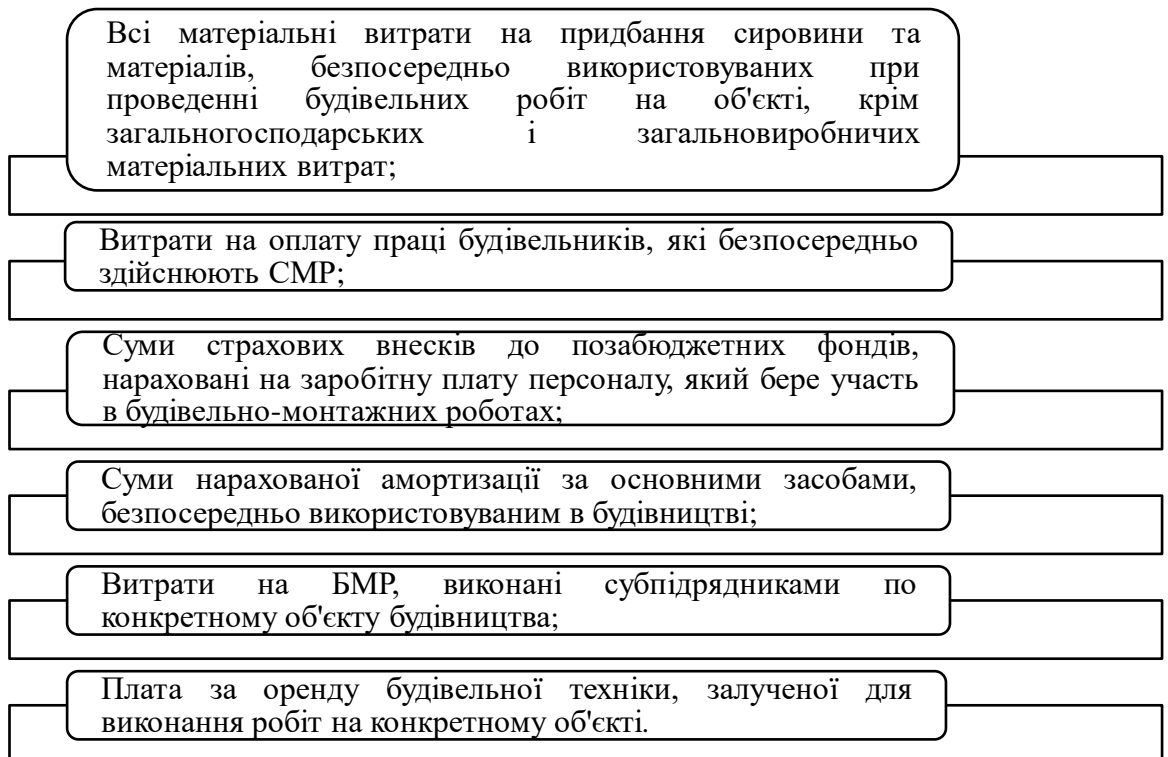 Всі матеріальні витрати на придбання сировини та
матеріалів, безпосередньо використовуваних при
проведенні будівельних робіт на об'єкті, крім
загальногосподарських і загальновиробничих
матеріальних витрат;
Витрати на оплату праці будівельників, які безпосередньо
здійснюють СМР;
Суми страхових внесків до позабюджетних фондів,
нараховані на заробітну плату персоналу, який бере участь
в будівельно-монтажних роботах;
Суми нарахованої амортизації за основними засобами,
безпосередньо використовуваним в будівництві;
Витрати на БМР, виконані субпідрядниками по
конкретному об'єкту будівництва;
Плата за оренду будівельної техніки, залученої для
виконання робіт на конкретному об'єкті.